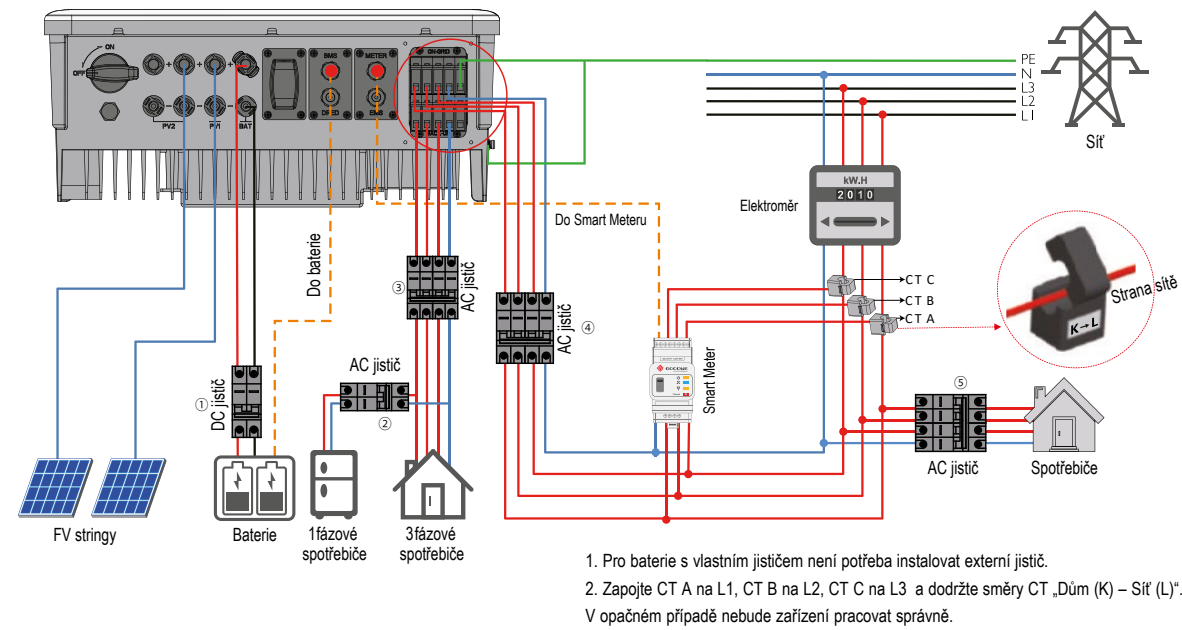 ON
OFF
BMS
METER
ON-GRID
DRED
EMS
BACK-UP
PV2
PV1
BAT
PE
N
L3
L2
L1
Síť
kW.H
2010
Elektroměr
Do Smart Meteru
Do baterie
CT C
CT B
CT A
Strana sítě
K→L
③
AC jistič
AC jistič
④
Smart Meter
GOODWE
①
DC jistič
AC jistič
②
⑤
AC jistič
Spotřebiče
FV stringy
Baterie
1fázové
spotřebiče
3fázové
spotřebiče
1. Pro baterie s vlastním jističem není potřeba instalovat externí jistič.
2. Zapojte CT A na L1, CT B na L2, CT C na L3 a dodržte směry CT „Dům (K) – Síť (L)“.
V opačném případě nebude zařízení pracovat správně.